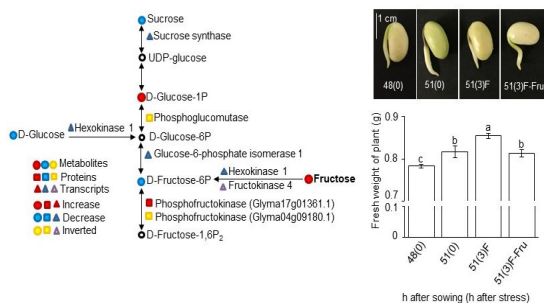 Sucrose
Sucrose synthase
UDP-glucose
D-Glucose-1P
Phosphoglucomutase
D-Glucose
Hexokinase 1
D-Glucose-6P
Glucose-6-phosphate isomerase 1
Metabolites
Proteins
Transcripts
Increase
Decrease
Inverted
D-Fructose-6P
Hexokinase 1
Fructokinase 4
Fructose
Phosphofructokinase (Glyma17g01361.1)
Phosphofructokinase (Glyma04g09180.1)
D-Fructose-1,6P₂
1 cm
48(0) 51(0) 51(3)F 51(3)F-Fru
Fresh weight of plant (g)
0.9
0.8
0.7
0.1
0
c b a b
48(0) 51(0) 51(3)F 51(3)F-Fru
h after sowing (h after stress)